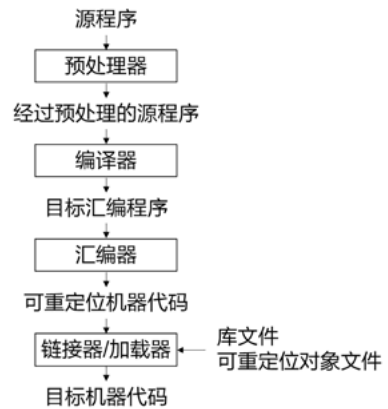 源程序
预处理器
经过预处理的源程序
编译器
目标汇编程序
汇编器
可重定位机器代码
链接器/加载器
库文件
可重定位对象文件
目标机器代码